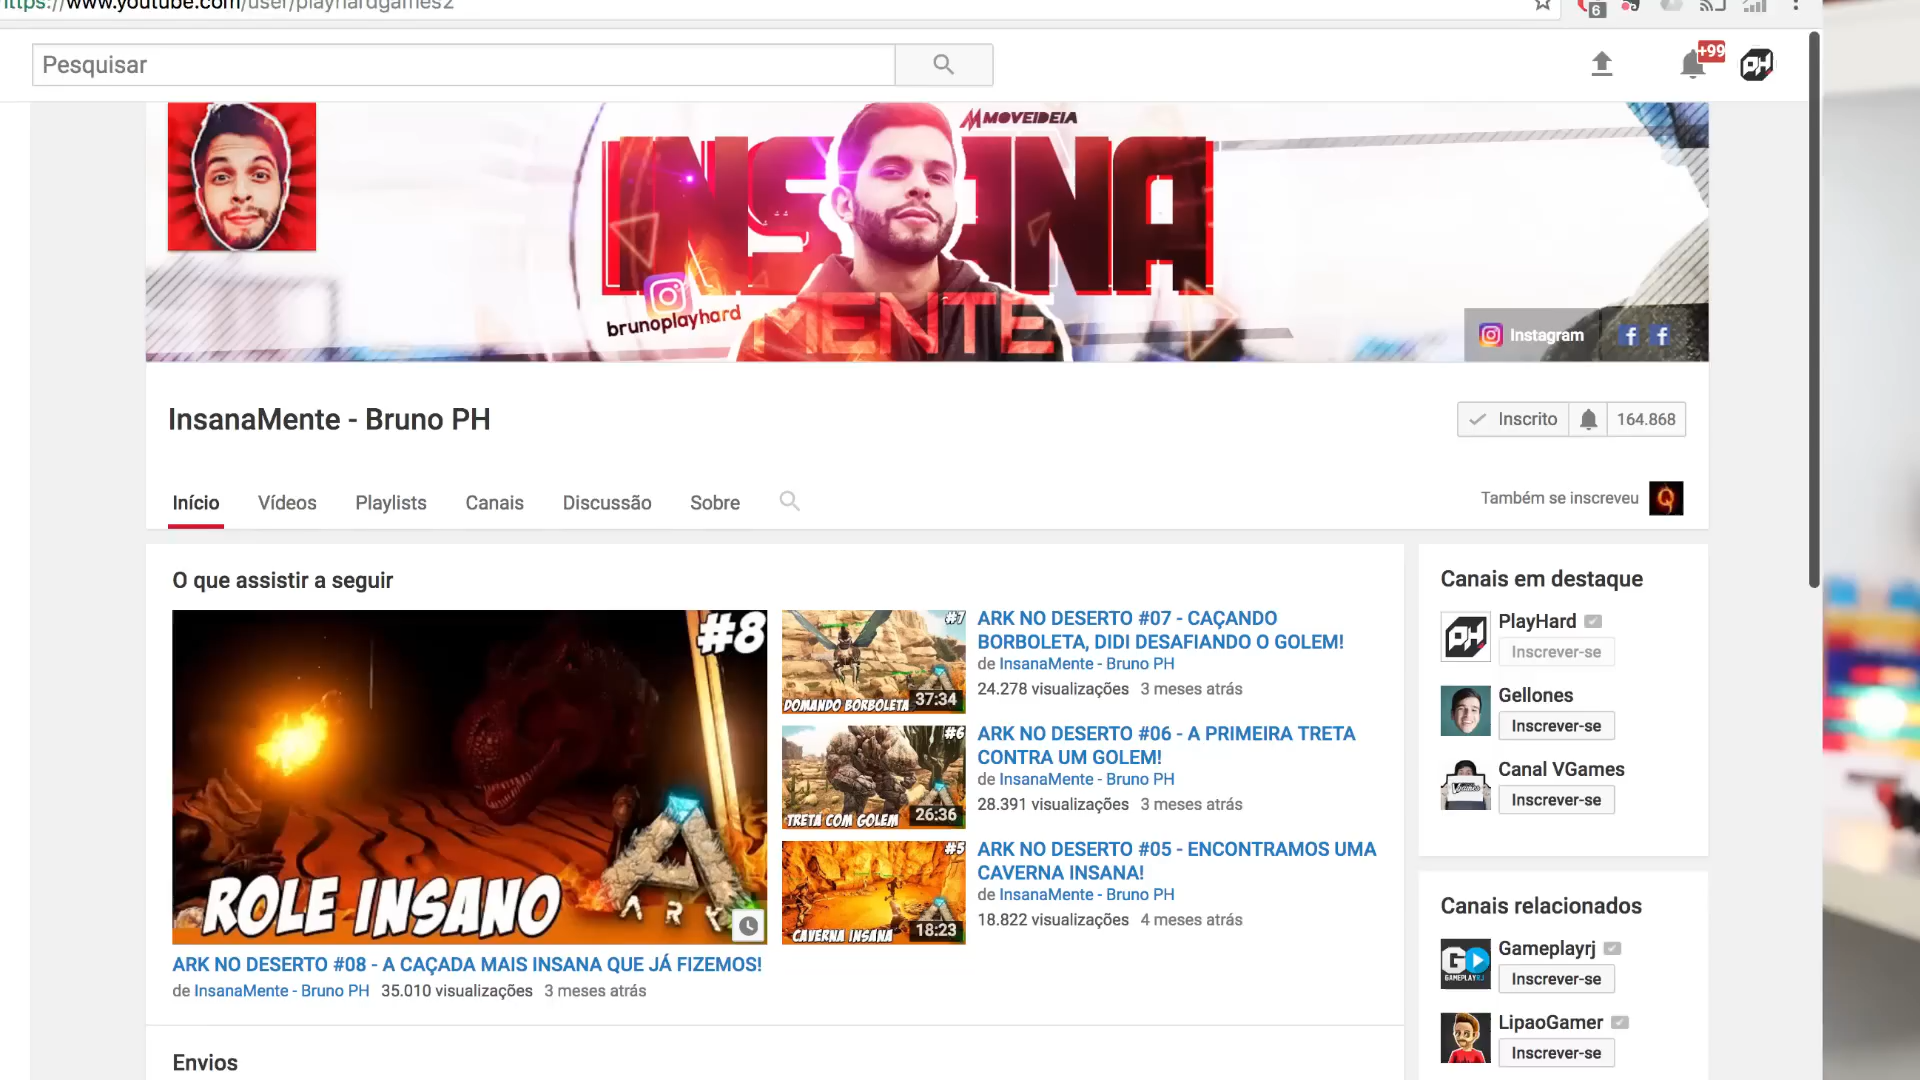 https://www.youtube.com/user/playhardgames2
6
Pesquisar
+99
PH
MOVEIDEIA
INSANA
MENTE
brunoplayhard
Instagram
InsanaMente - Bruno PH
Inscrito
164.868
Início
Vídeos
Playlists
Canais
Discussão
Sobre
Também se inscreveu
O que assistir a seguir
#8
ROLE INSANO
ARK
ARK NO DESERTO #08 - A CAÇADA MAIS INSANA QUE JÁ FIZEMOS!
de InsanaMente - Bruno PH 35.010 visualizações 3 meses atrás
#7
DOMANDO BORBOLETA
37:34
ARK NO DESERTO #07 - CAÇANDO
BORBOLETA, DIDI DESAFIANDO O GOLEM!
de InsanaMente - Bruno PH
24.278 visualizações 3 meses atrás
#6
TRETA COM GOLEM
26:36
ARK NO DESERTO #06 - A PRIMEIRA TRETA
CONTRA UM GOLEM!
de InsanaMente - Bruno PH
28.391 visualizações 3 meses atrás
#5
CAVERNA INSANA
18:23
ARK NO DESERTO #05 - ENCONTRAMOS UMA
CAVERNA INSANA!
de InsanaMente - Bruno PH
18.822 visualizações 4 meses atrás
Envios
Canais em destaque
PH
PlayHard
Inscrever-se
Gellones
Inscrever-se
Canal VGames
Inscrever-se
Canais relacionados
GAMEPLAYRJ
Gameplayrj
Inscrever-se
LipaoGamer
Inscrever-se